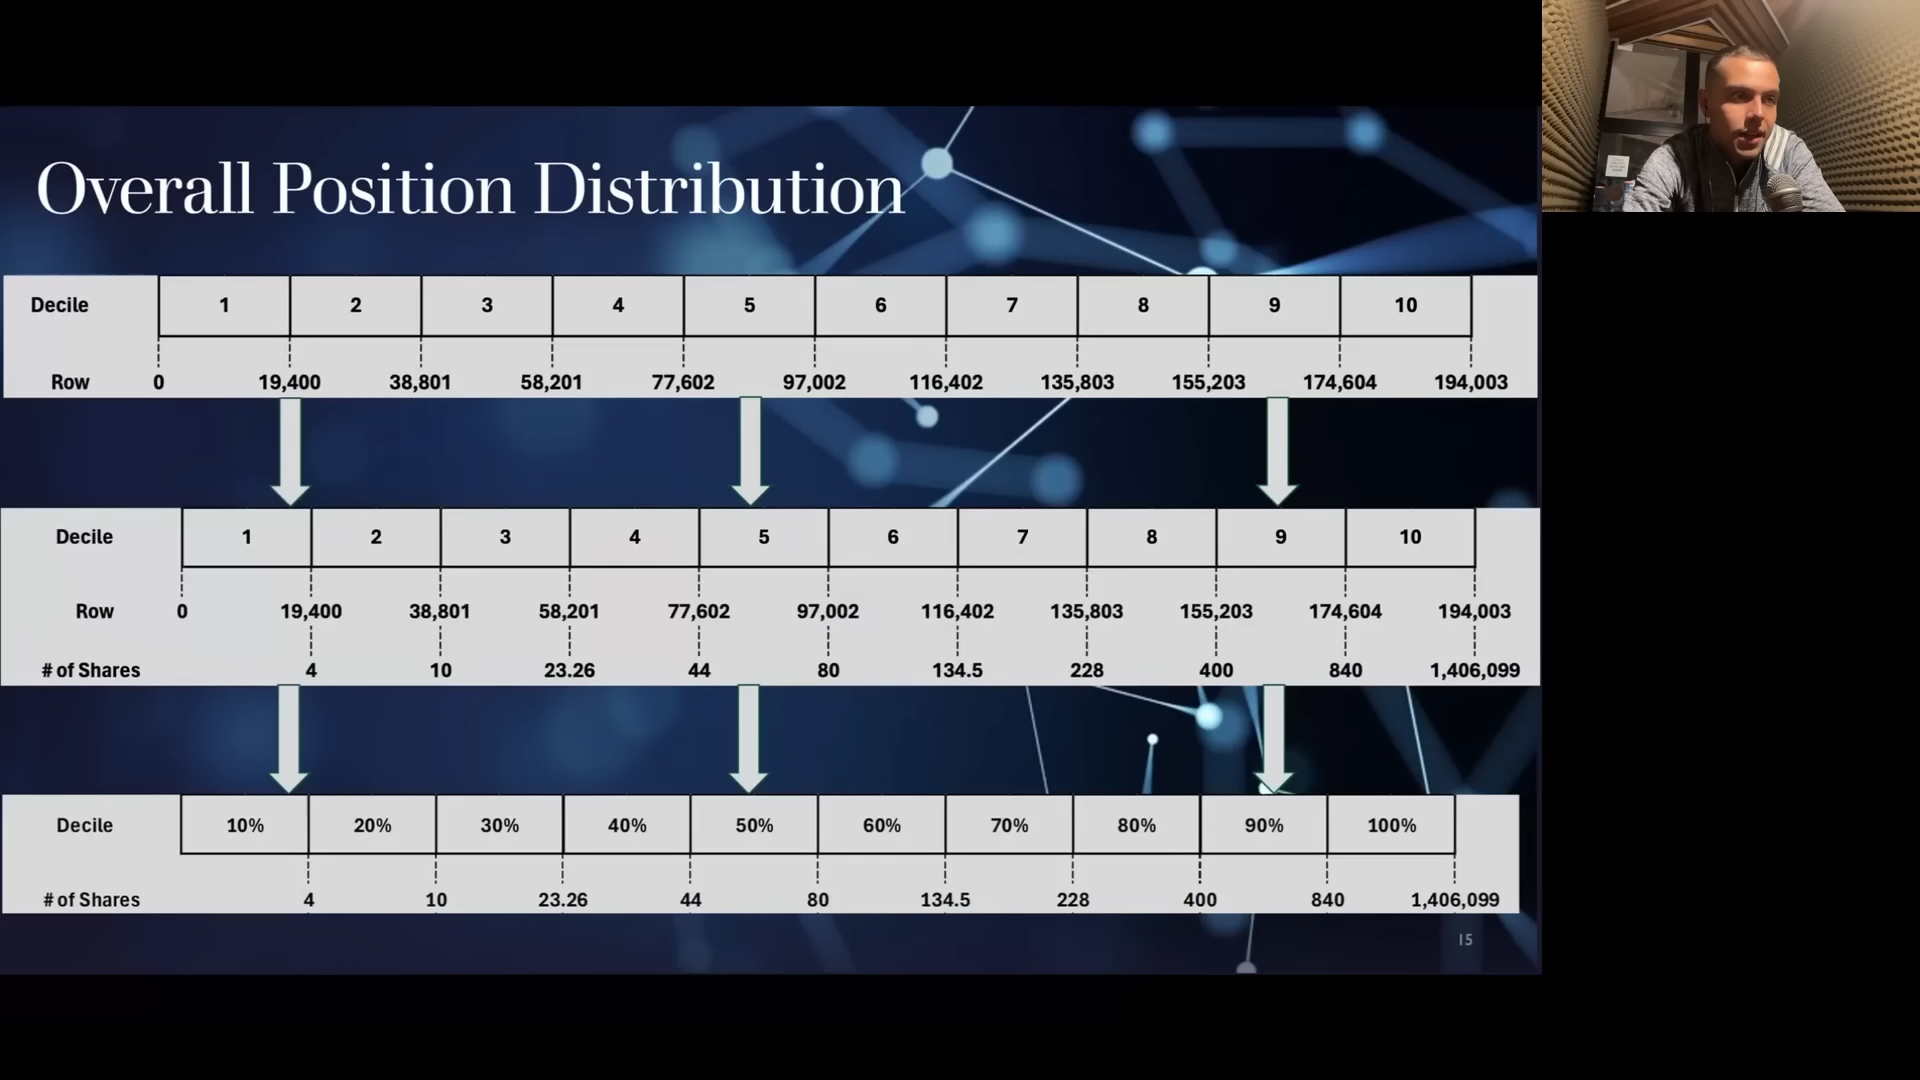 Overall Position Distribution
Decile 1 2 3 4 5 6 7 8 9 10
Row 0 19,400 38,801 58,201 77,602 97,002 116,402 135,803 155,203 174,604 194,003
Decile 1 2 3 4 5 6 7 8 9 10
Row 0 19,400 38,801 58,201 77,602 97,002 116,402 135,803 155,203 174,604 194,003
# of Shares 4 10 23.26 44 80 134.5 228 400 840 1,406,099
Decile 10% 20% 30% 40% 50% 60% 70% 80% 90% 100%
# of Shares 4 10 23.26 44 80 134.5 228 400 840 1,406,099
15